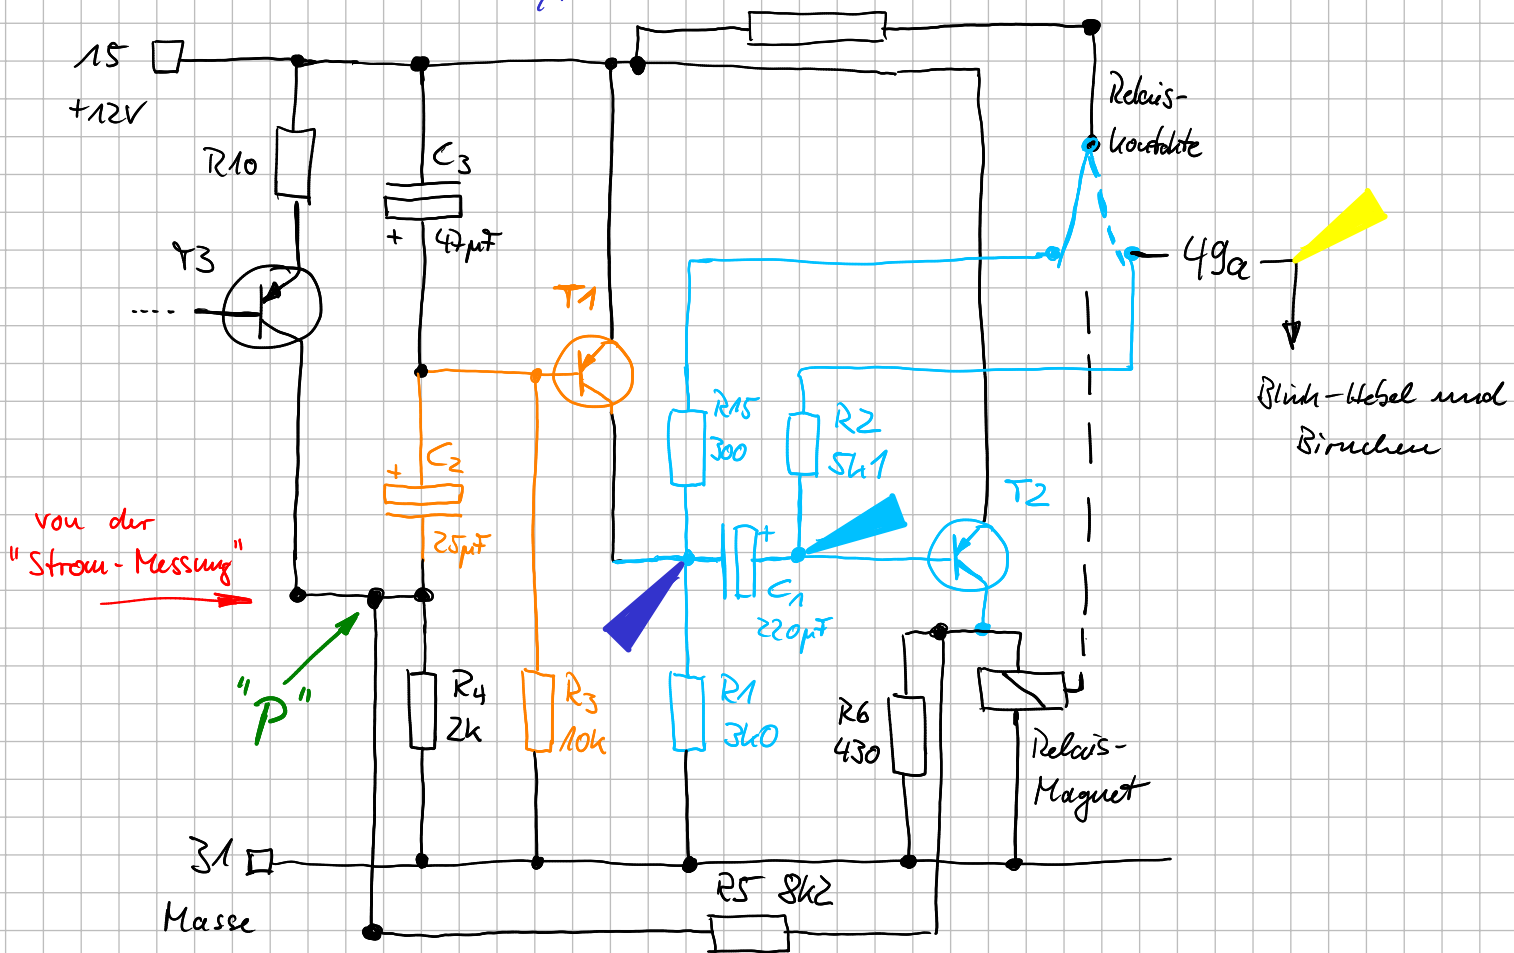 15
+12V
R10
C3
+ 47µF
Relais-
kontakte
T3
49a
T1
Blink-Hebel und
Birnchen
R15
300
R2
5k1
C2
+
25µF
T2
von der
"Strom-Messung"
+
C1
220µF
"P"
R4
2k
R3
10k
R1
3k0
R6
430
Relais-
Magnet
31
Masse
R5 8k2